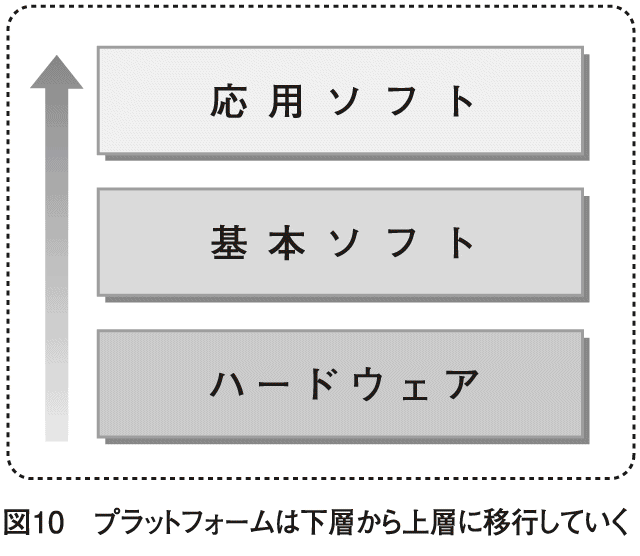 応用ソフト
基本ソフト
ハードウェア
図10　プラットフォームは下層から上層に移行していく